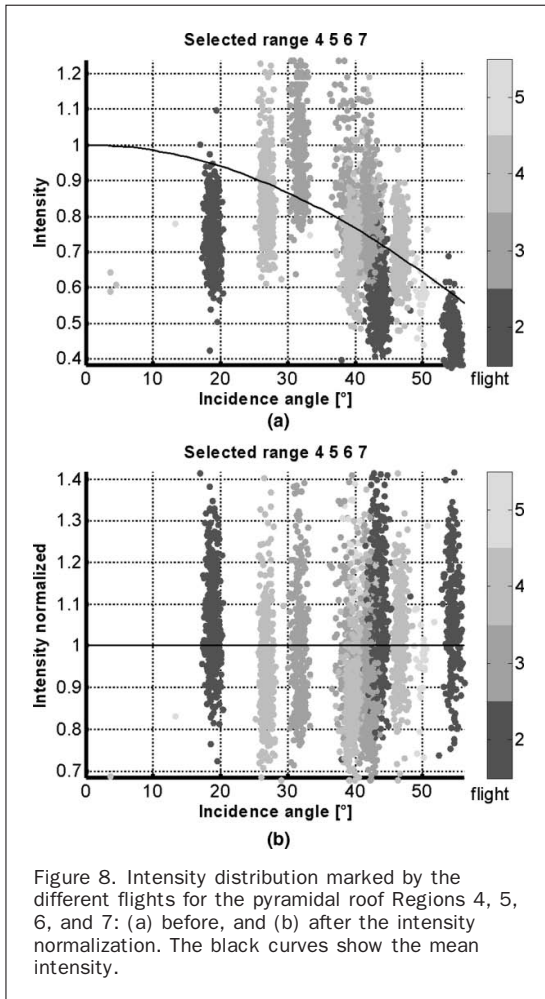 Selected range 4 5 6 7
1.2
1.1
1
0.9
0.8
0.7
0.6
0.5
0.4
Intensity
0 10 20 30 40 50
Incidence angle [°]
5
4
3
2
flight
(a)
Selected range 4 5 6 7
1.4
1.3
1.2
1.1
1
0.9
0.8
0.7
Intensity normalized
0 10 20 30 40 50
Incidence angle [°]
5
4
3
2
flight
(b)
Figure 8. Intensity distribution marked by the
different flights for the pyramidal roof Regions 4, 5,
6, and 7: (a) before, and (b) after the intensity
normalization. The black curves show the mean
intensity.